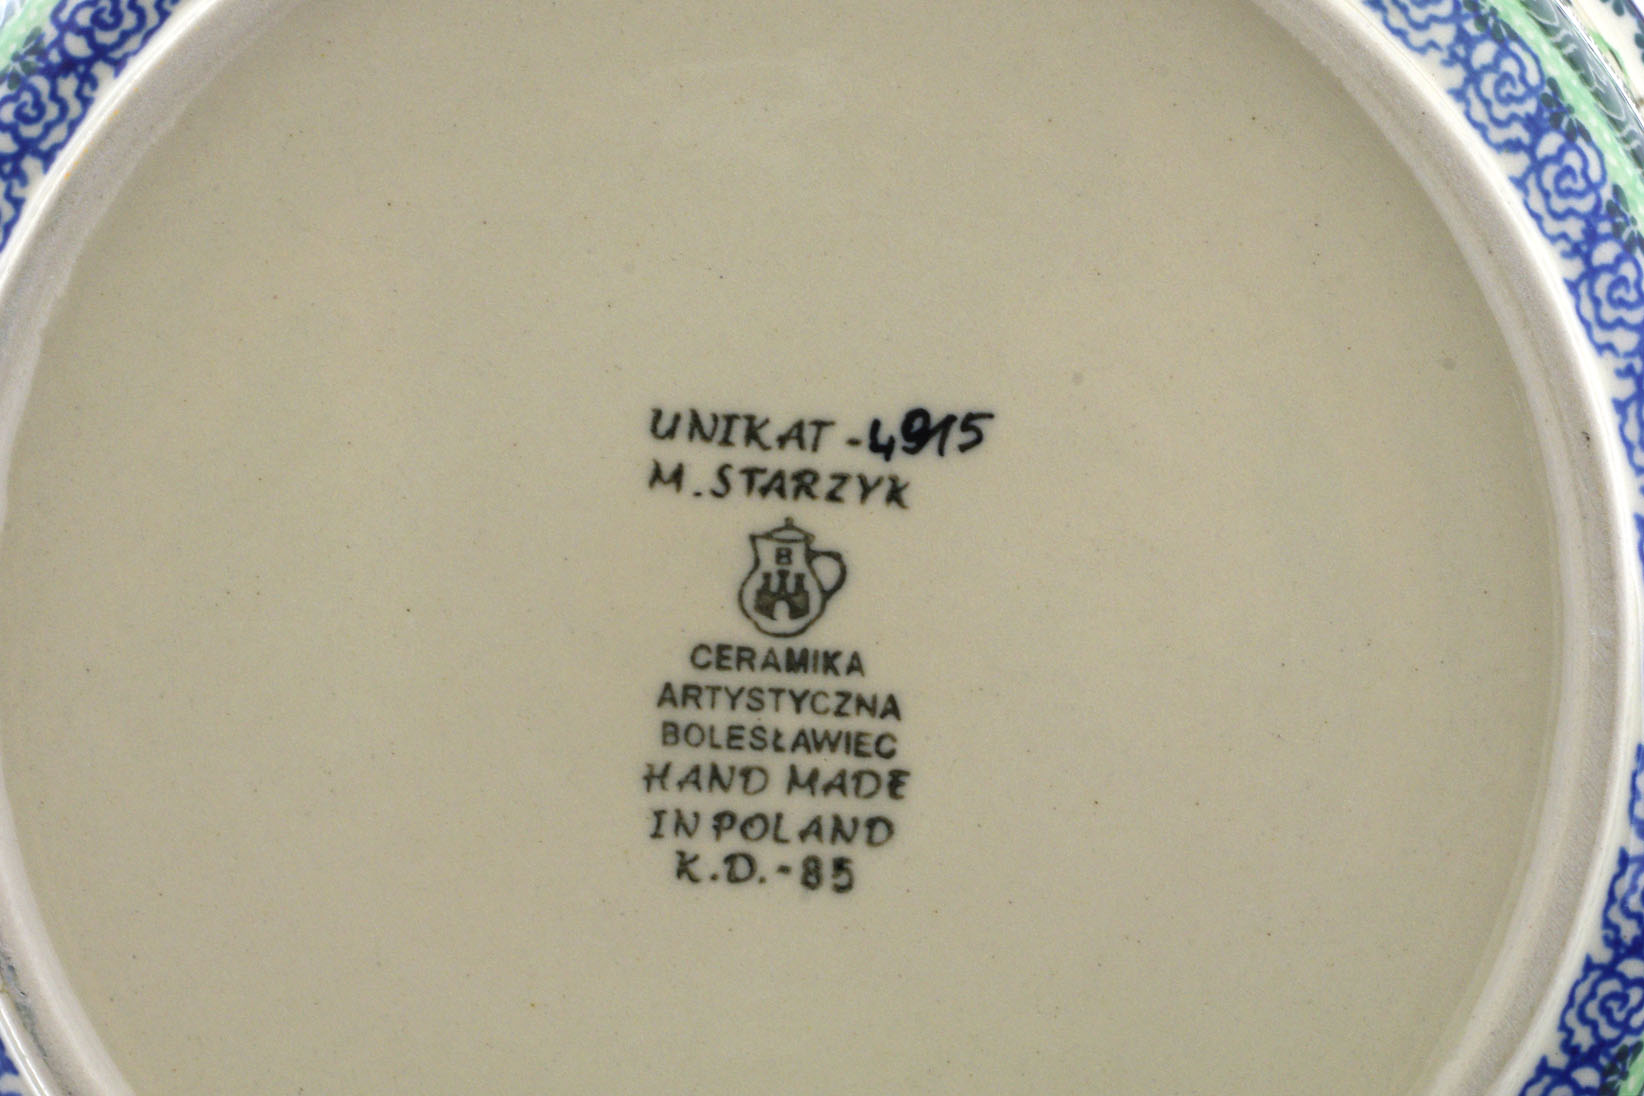 UNIKAT - 4915
M. STARZYK
B
CERAMIKA
ARTYSTYCZNA
BOLESŁAWIEC
HAND MADE
IN POLAND
K.D.-85